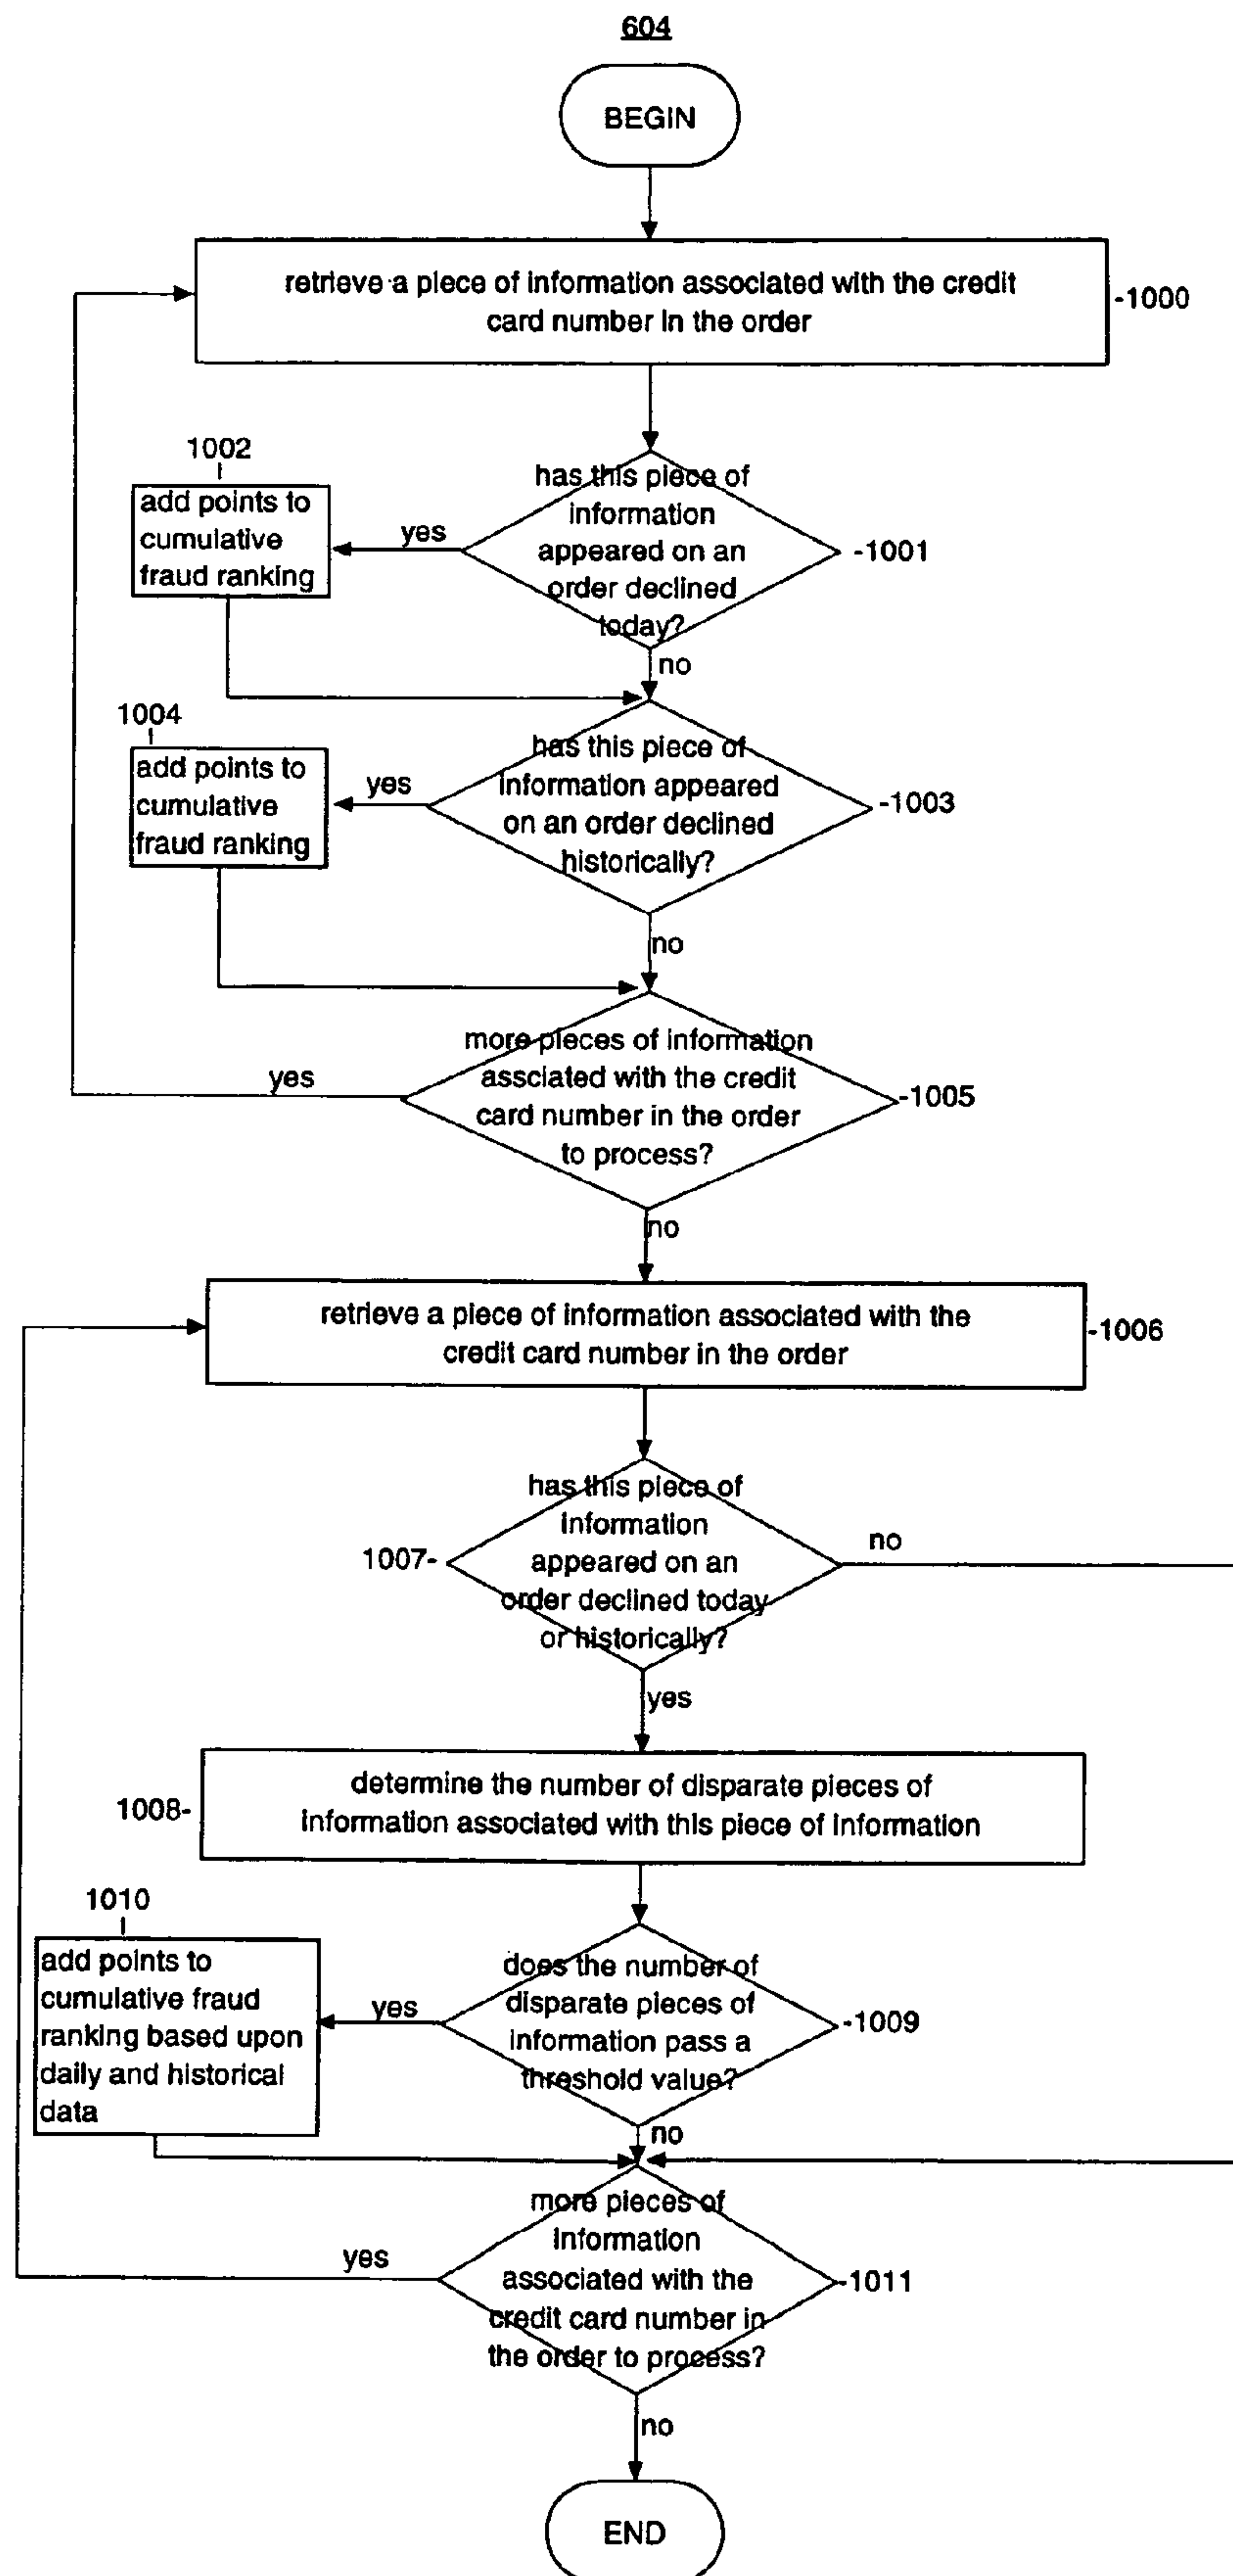 604
BEGIN
retrieve a piece of information associated with the credit
card number in the order
-1000
1002
add points to
cumulative
fraud ranking
yes
has this piece of
information
appeared on an
order declined
today?
-1001
no
1004
add points to
cumulative
fraud ranking
yes
has this piece of
information appeared
on an order declined
historically?
-1003
no
more pieces of information
assciated with the credit
card number in the order
to process?
yes
-1005
no
retrieve a piece of information associated with the
credit card number in the order
-1006
1007-
has this piece of
information
appeared on an
order declined today
or historically?
no
yes
1008-
determine the number of disparate pieces of
information associated with this piece of information
1010
add points to
cumulative fraud
ranking based upon
daily and historical
data
yes
does the number of
disparate pieces of
information pass a
threshold value?
-1009
no
more pieces of
information
associated with the
credit card number in
the order to process?
yes
-1011
no
END